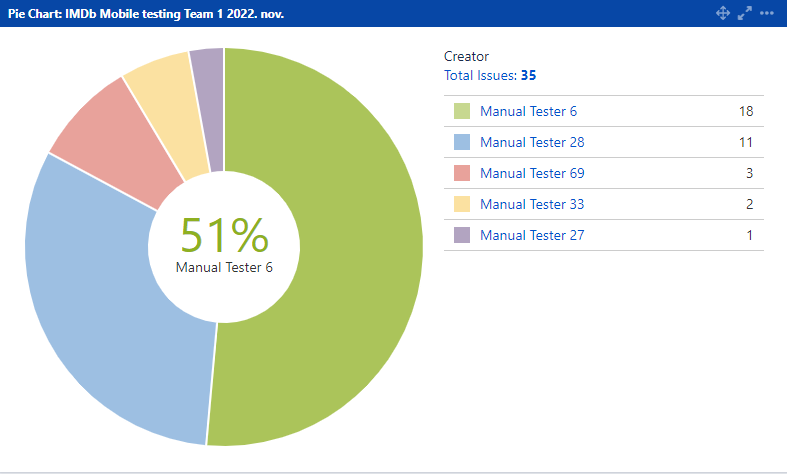 Pie Chart: IMDb Mobile testing Team 1 2022. nov.
Creator
Total Issues: 35
Manual Tester 6 18
Manual Tester 28 11
Manual Tester 69 3
Manual Tester 33 2
Manual Tester 27 1
51%
Manual Tester 6